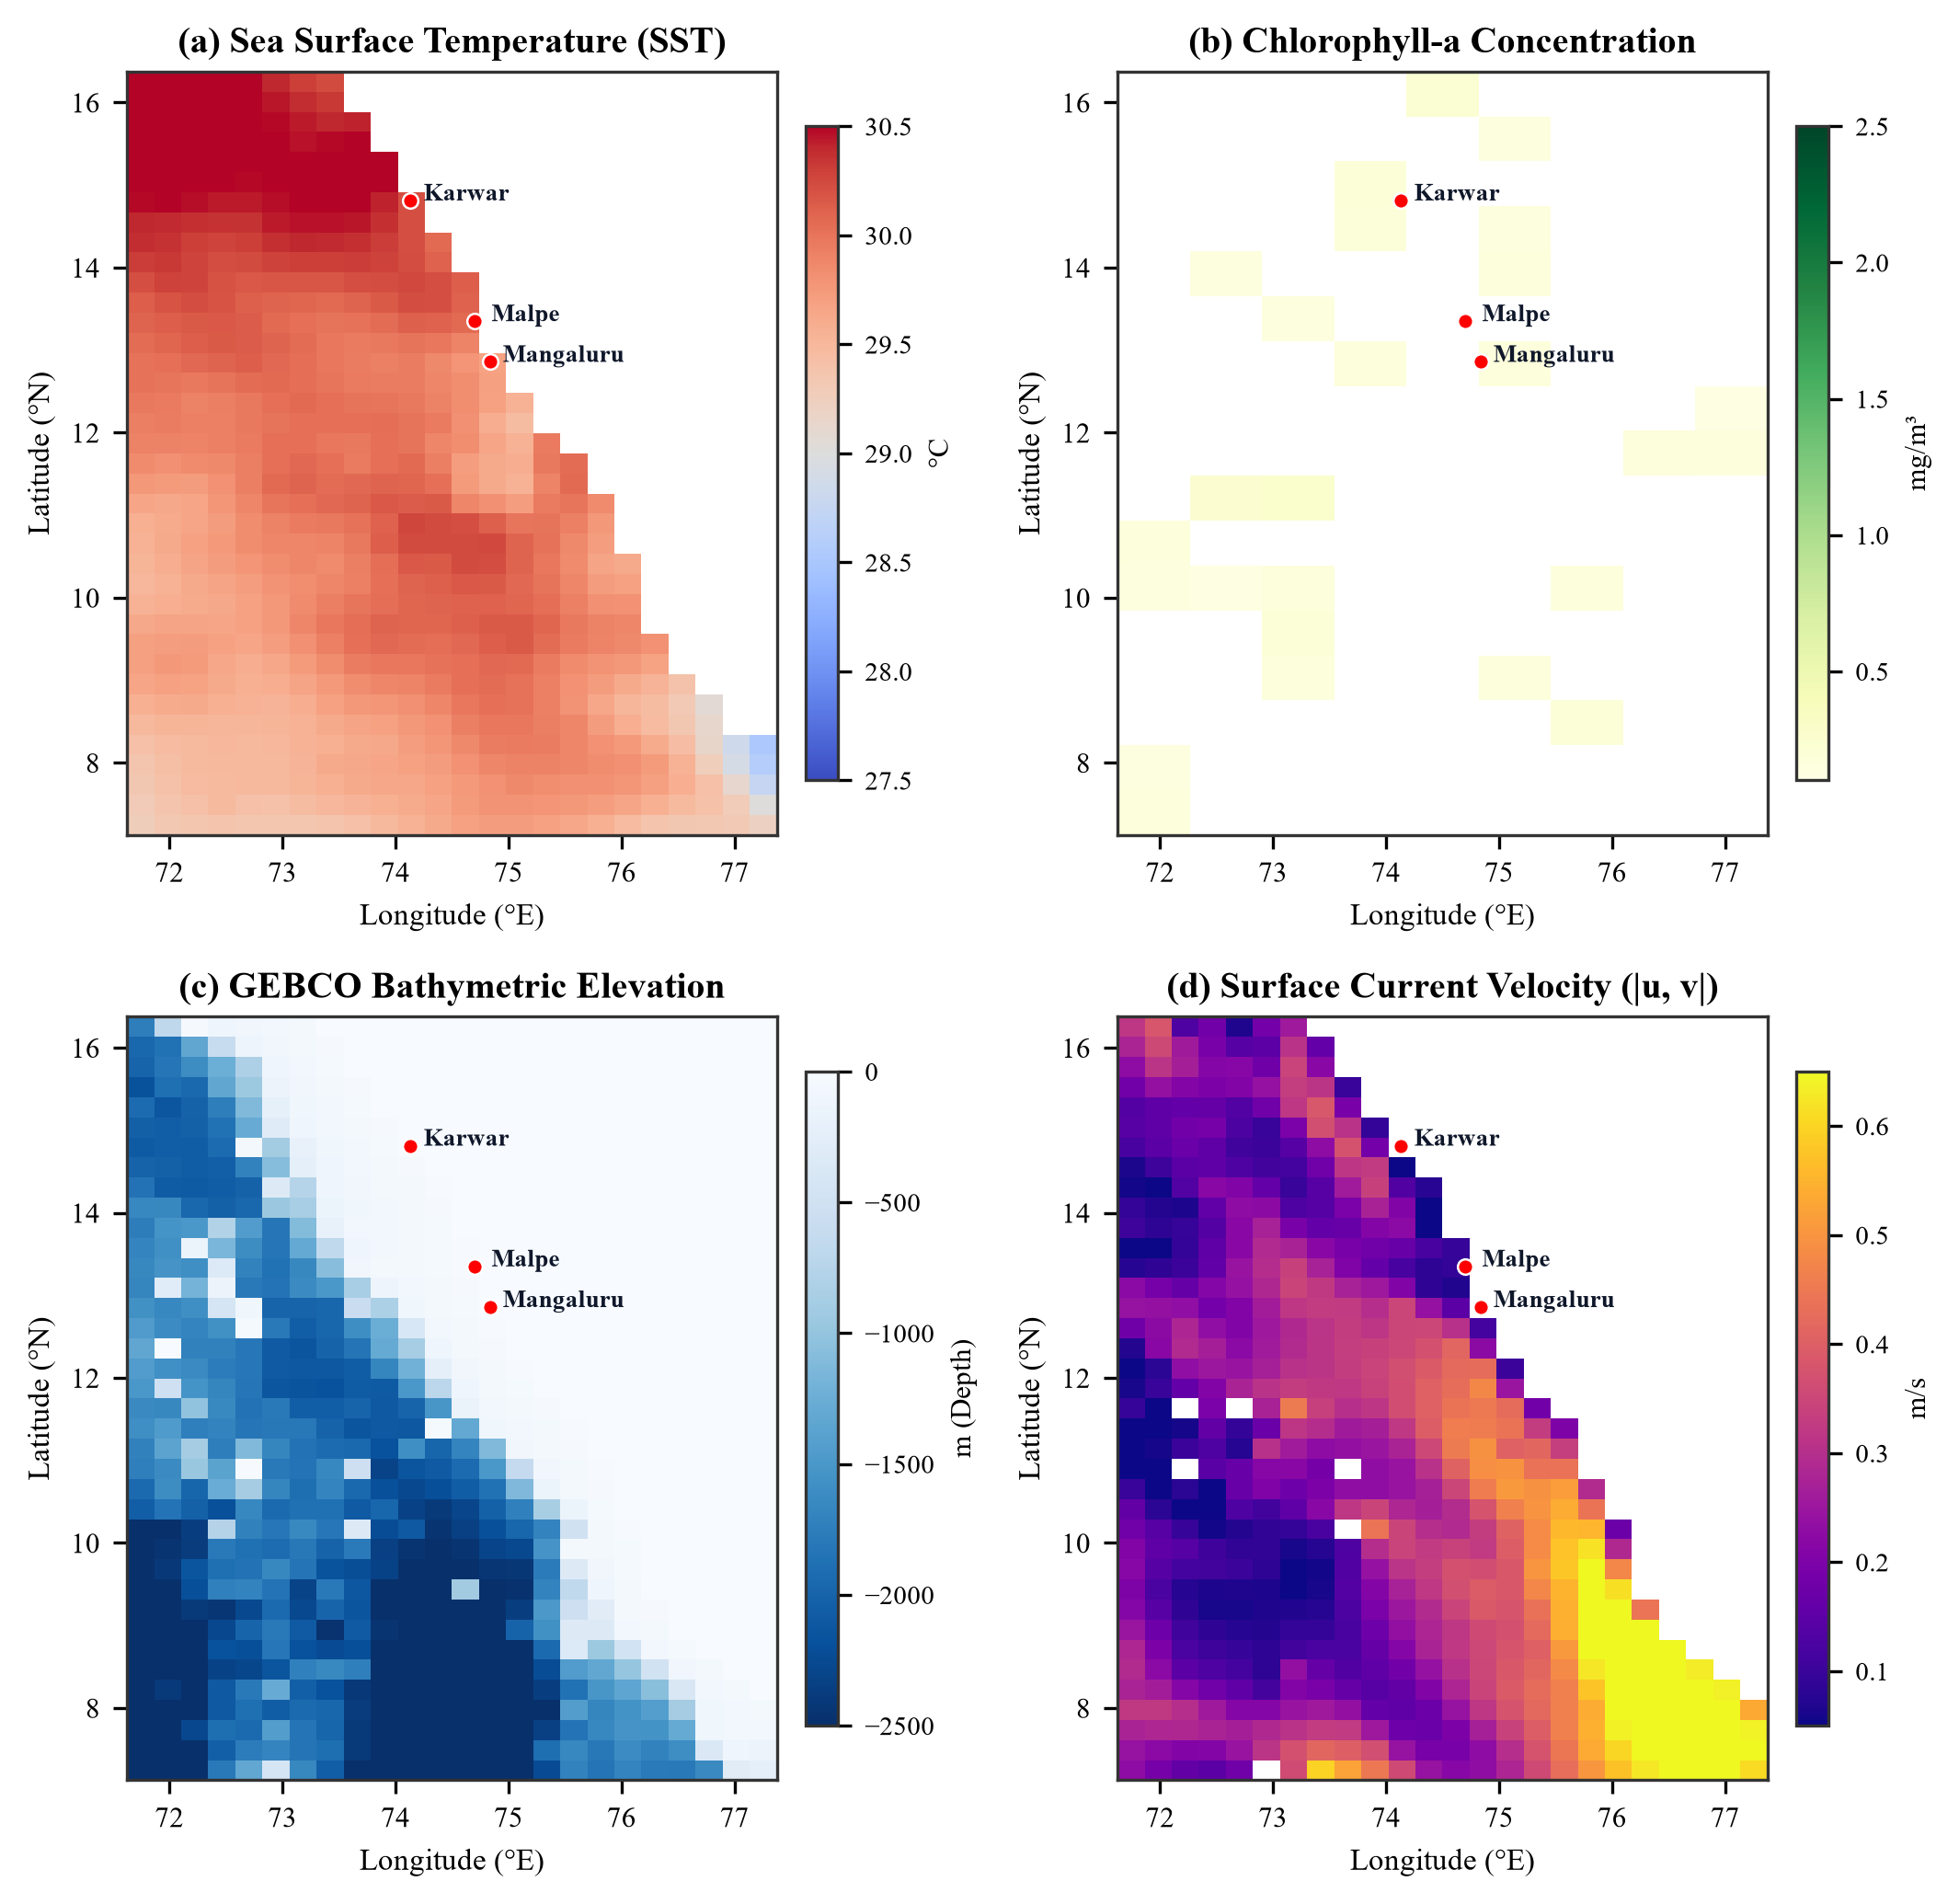 (a) Sea Surface Temperature (SST)
16
14
12
10
8
Latitude (°N)
Karwar
Malpe
Mangaluru
72 73 74 75 76 77
Longitude (°E)
30.5
30.0
29.5
29.0
28.5
28.0
27.5
°C
(b) Chlorophyll-a Concentration
16
14
12
10
8
Latitude (°N)
Karwar
Malpe
Mangaluru
72 73 74 75 76 77
Longitude (°E)
2.5
2.0
1.5
1.0
0.5
mg/m³
(c) GEBCO Bathymetric Elevation
16
14
12
10
8
Latitude (°N)
Karwar
Malpe
Mangaluru
72 73 74 75 76 77
Longitude (°E)
0
−500
−1000
−1500
−2000
−2500
m (Depth)
(d) Surface Current Velocity (|u, v|)
16
14
12
10
8
Latitude (°N)
Karwar
Malpe
Mangaluru
72 73 74 75 76 77
Longitude (°E)
0.6
0.5
0.4
0.3
0.2
0.1
m/s